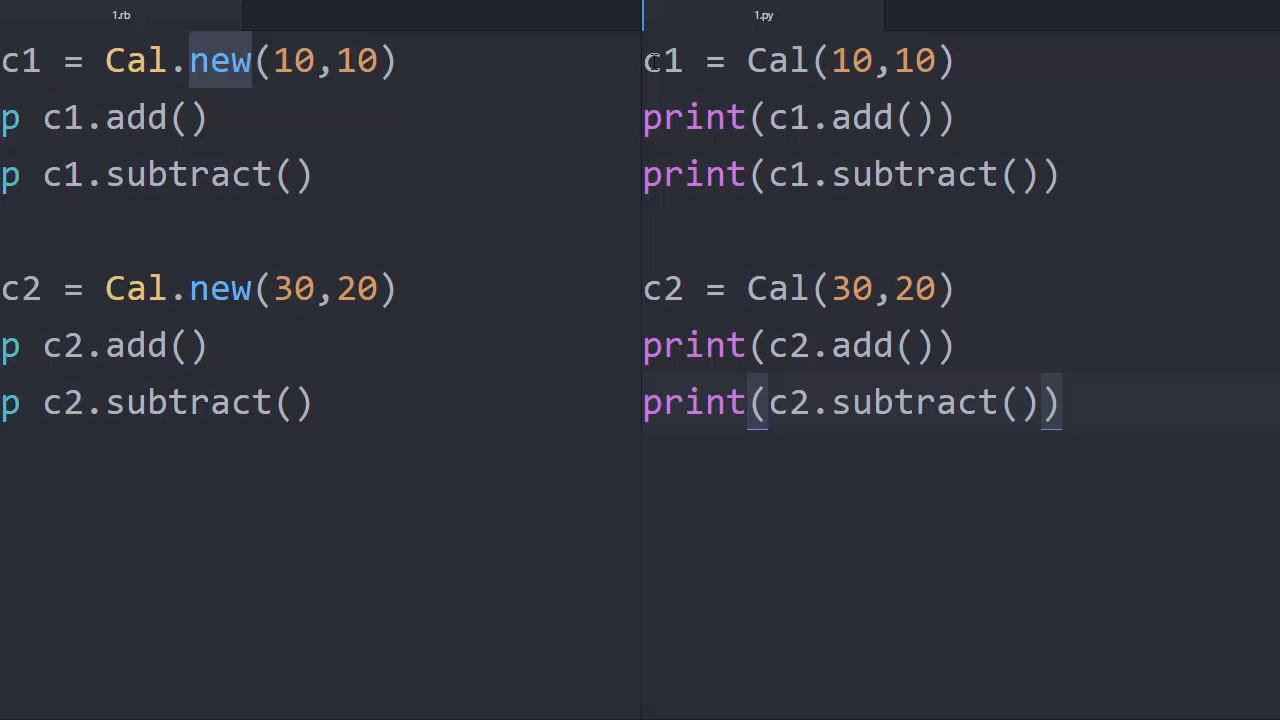 1.rb
c1 = Cal.new(10,10)
p c1.add()
p c1.subtract()
c2 = Cal.new(30,20)
p c2.add()
p c2.subtract()
1.py
c1 = Cal(10,10)
print(c1.add())
print(c1.subtract())
c2 = Cal(30,20)
print(c2.add())
print(c2.subtract())